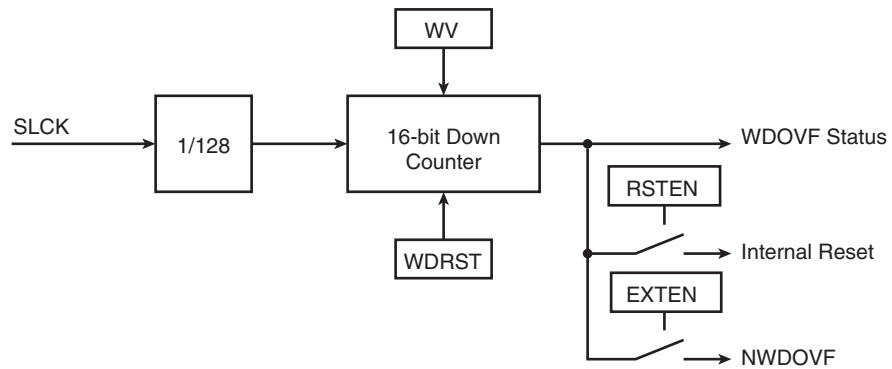 WV
SLCK
1/128
16-bit Down
Counter
WDOVF Status
RSTEN
WDRST
Internal Reset
EXTEN
NWDOVF